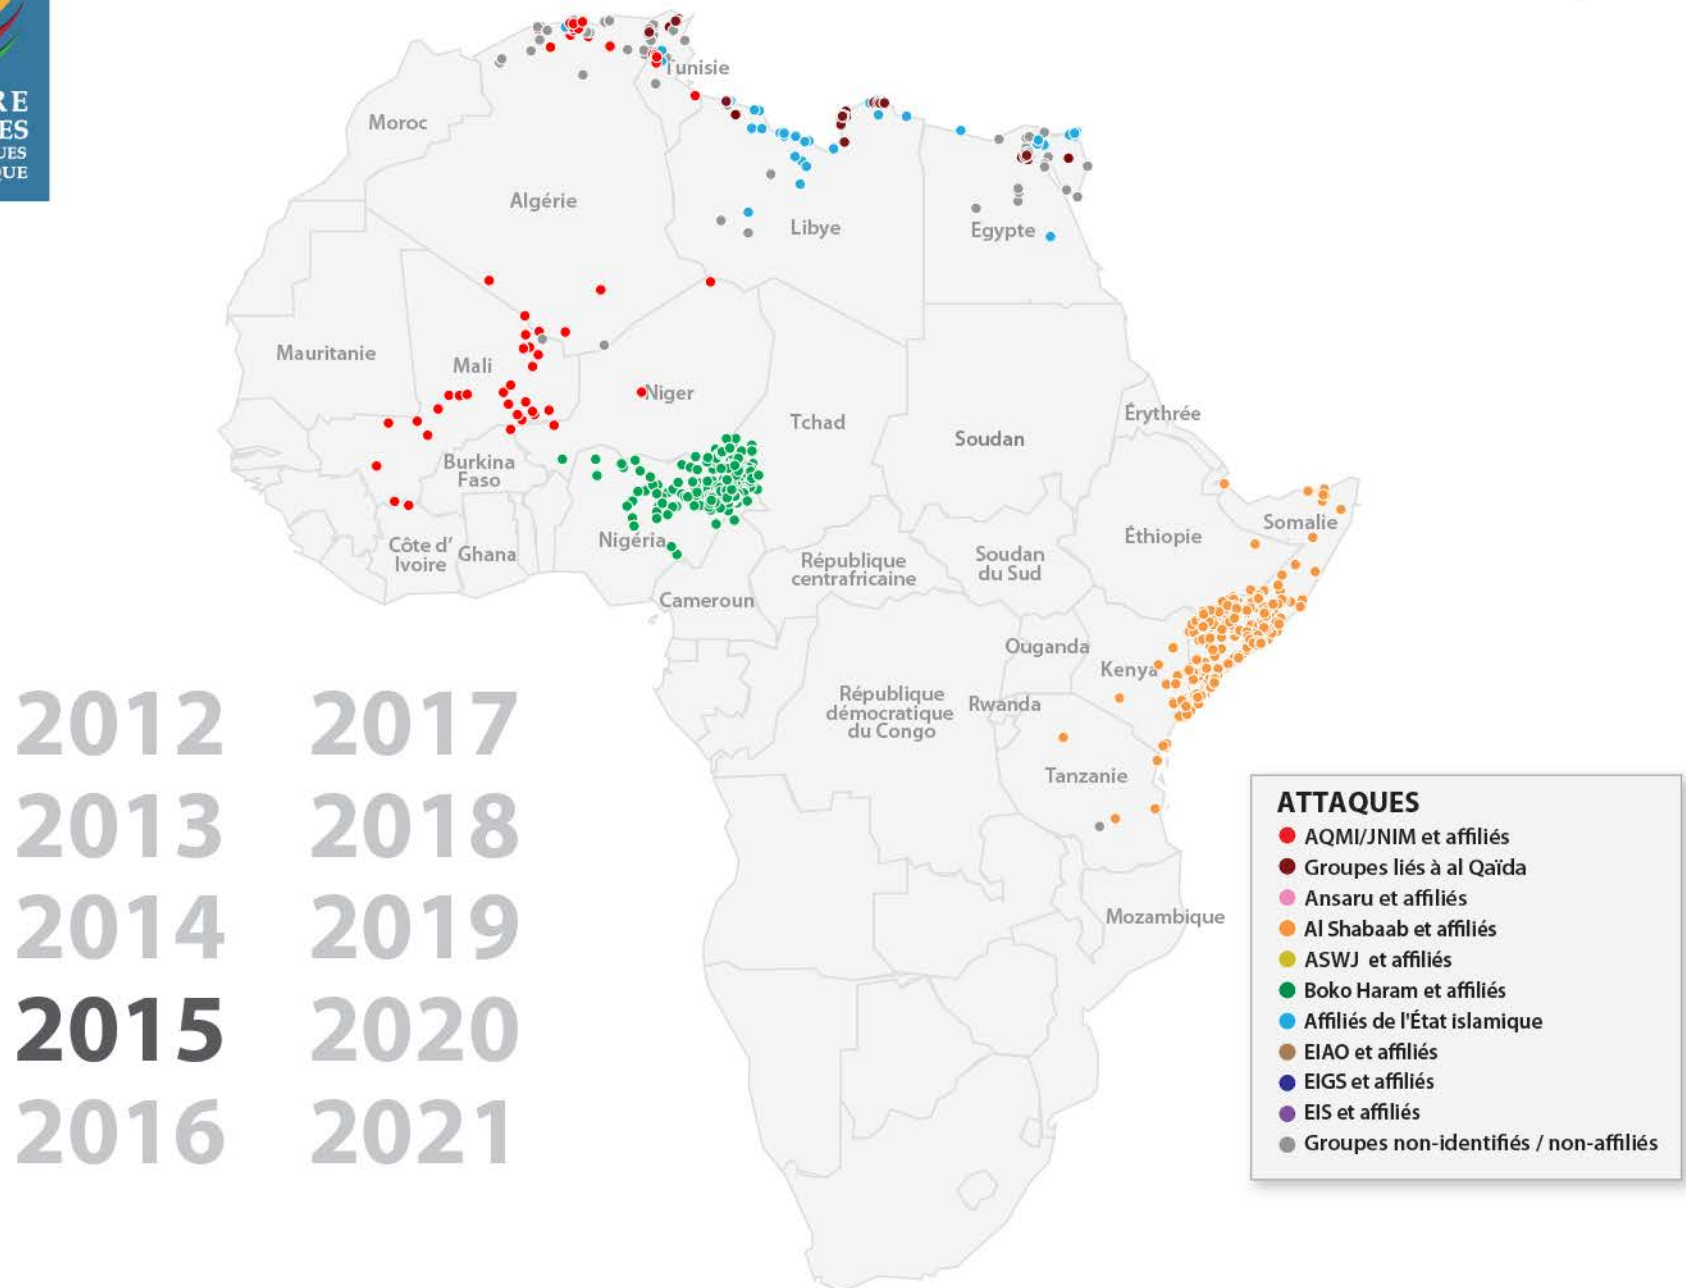 RE
ES
UES
QUE
Tunisie
Moroc
Algérie
Libye
Egypte
Mauritanie
Mali
Niger
Tchad
Soudan
Érythrée
Burkina
Faso
Nigéria
Côte d'
Ivoire
Ghana
Cameroun
République
centrafricaine
Soudan
du Sud
Éthiopie
Somalie
Ouganda
Kenya
République
démocratique
du Congo
Rwanda
Tanzanie
Mozambique
2012 2017
2013 2018
2014 2019
2015 2020
2016 2021
ATTAQUES
AQMI/JNIM et affiliés
Groupes liés à al Qaïda
Ansaru et affiliés
Al Shabaab et affiliés
ASWJ et affiliés
Boko Haram et affiliés
Affiliés de l'État islamique
EIAO et affiliés
EIGS et affiliés
EIS et affiliés
Groupes non-identifiés / non-affiliés